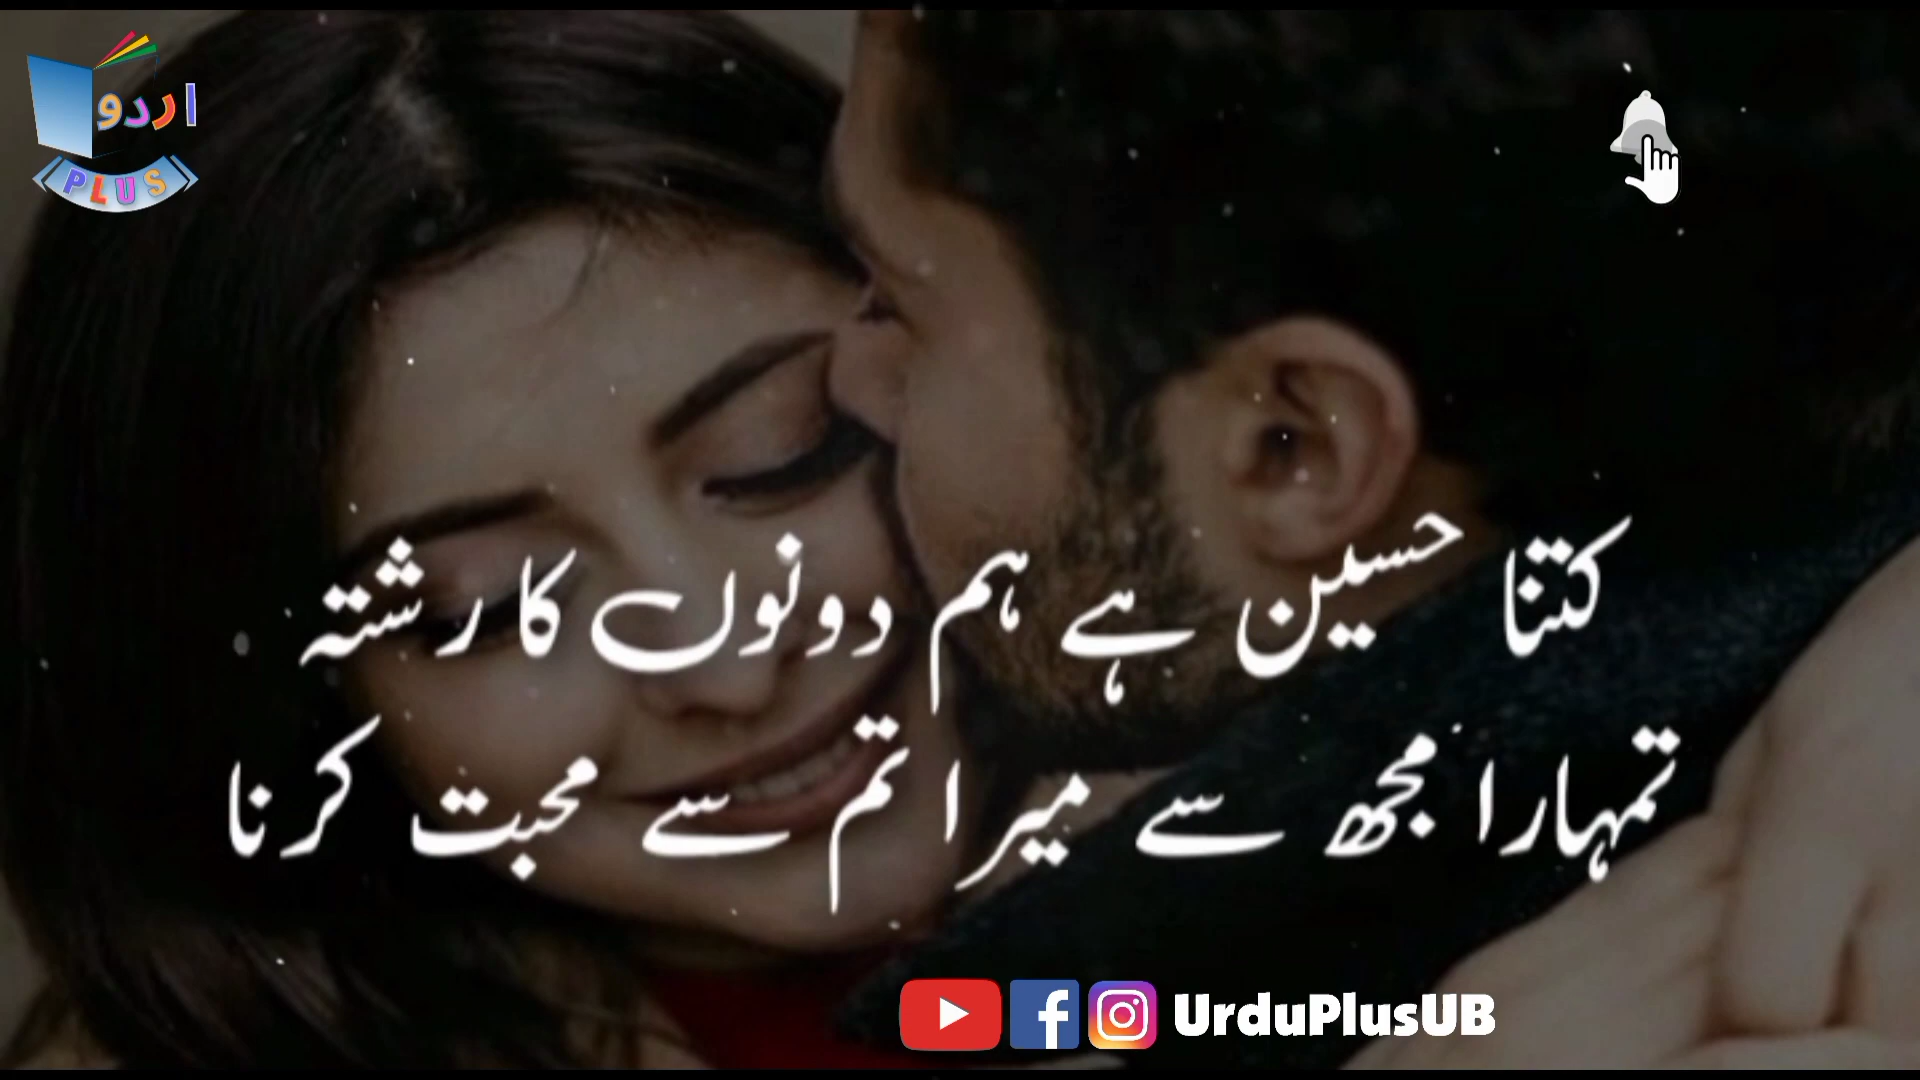 اردو
PLUS
کتنا حسین ہے ہم دونوں کا رشتہ
تمہارا مجھ سے میرا تم سے محبت کرنا
UrduPlusUB